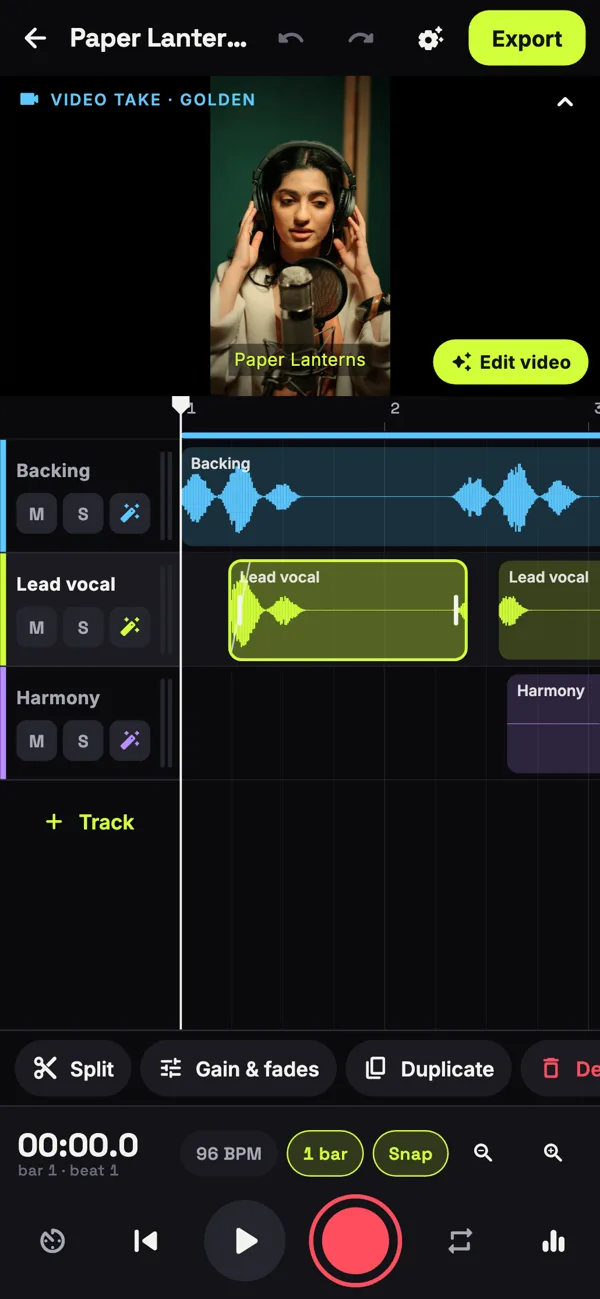 Paper Lanter...
Export
VIDEO TAKE · GOLDEN
Paper Lanterns
Edit video
1
2
3
Backing
M
S
Backing
Lead vocal
M
S
Lead vocal
Lead vocal
Harmony
M
S
Harmony
+ Track
Split
Gain & fades
Duplicate
De
00:00.0
bar 1 · beat 1
96 BPM
1 bar
Snap